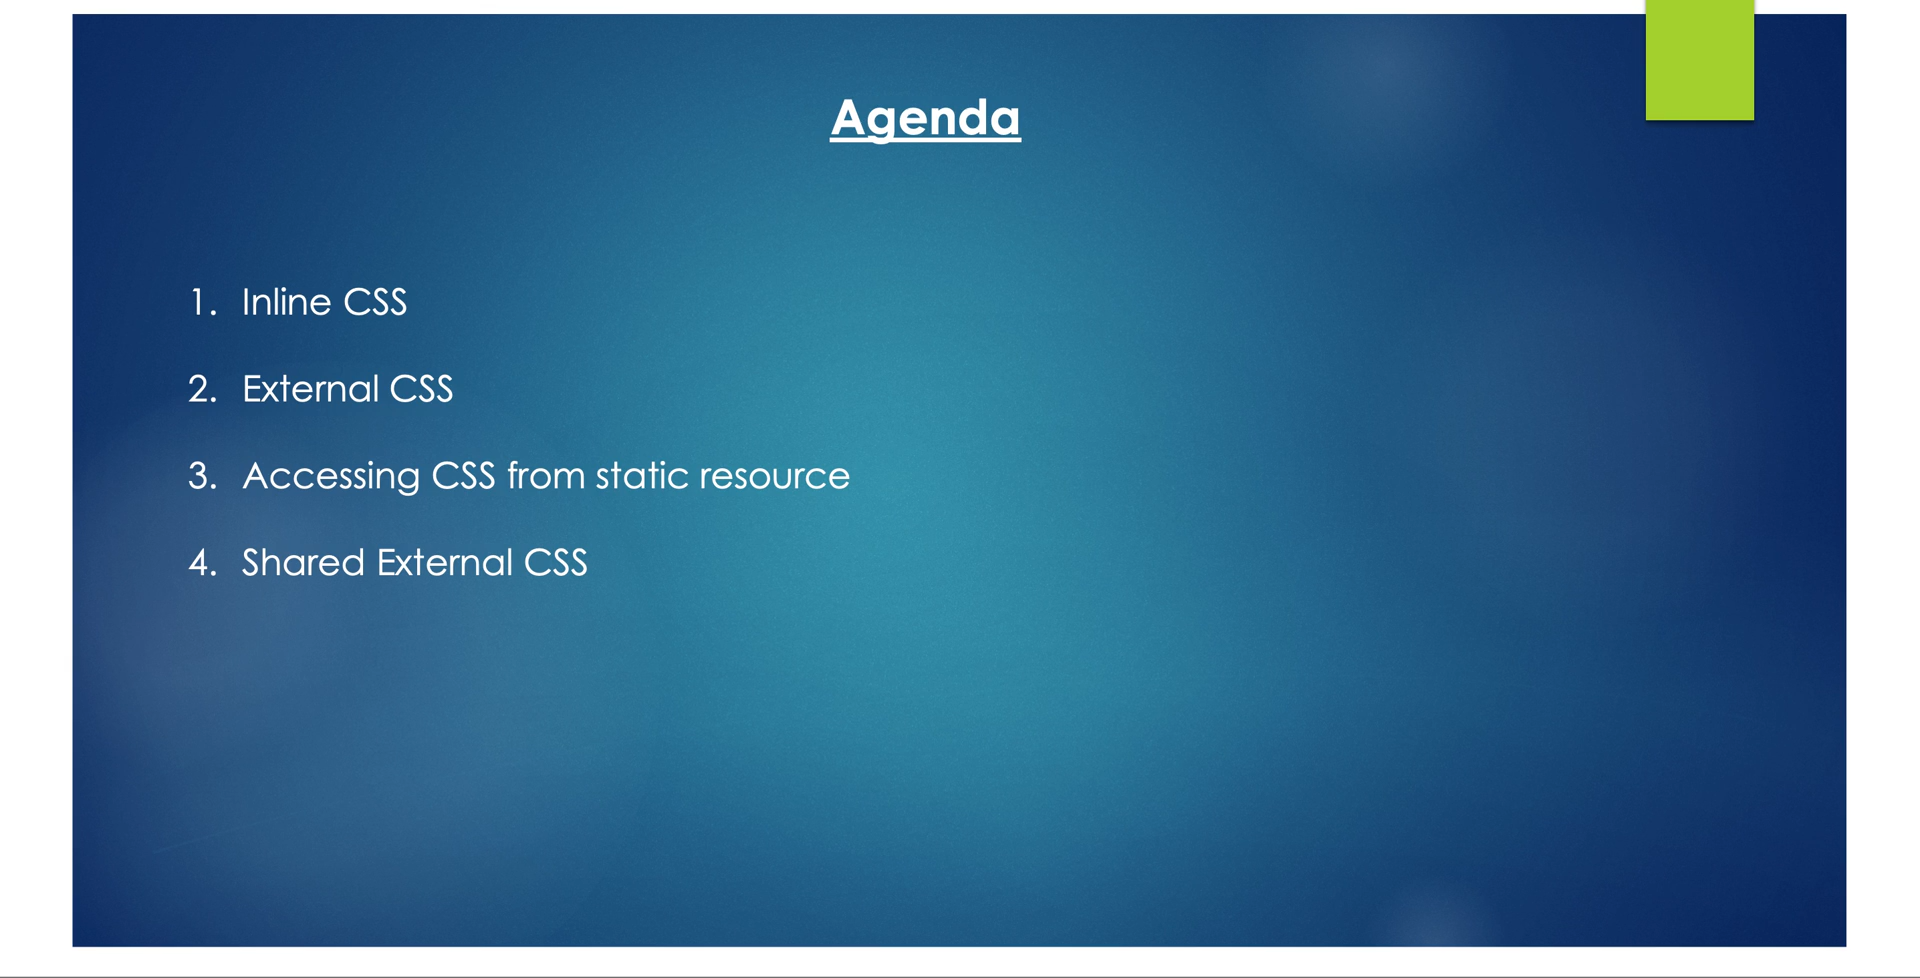 Agenda
1. Inline CSS
2. External CSS
3. Accessing CSS from static resource
4. Shared External CSS